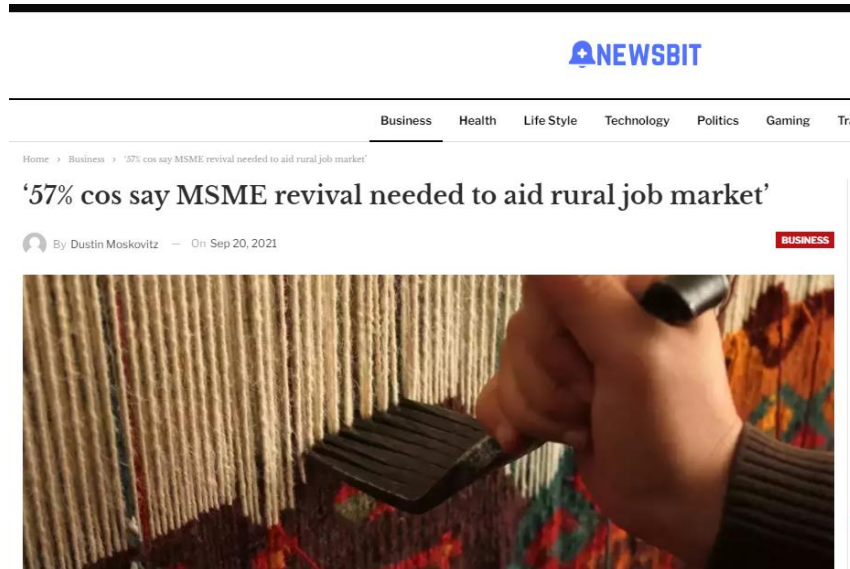 NEWSBIT
Business Health Life Style Technology Politics Gaming Tr
Home › Business › ‘57% cos say MSME revival needed to aid rural job market’
‘57% cos say MSME revival needed to aid rural job market’
By Dustin Moskovitz — On Sep 20, 2021
BUSINESS